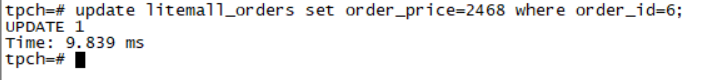 tpch=# update litemall_orders set order_price=2468 where order_id=6;
UPDATE 1
Time: 9.839 ms
tpch=#